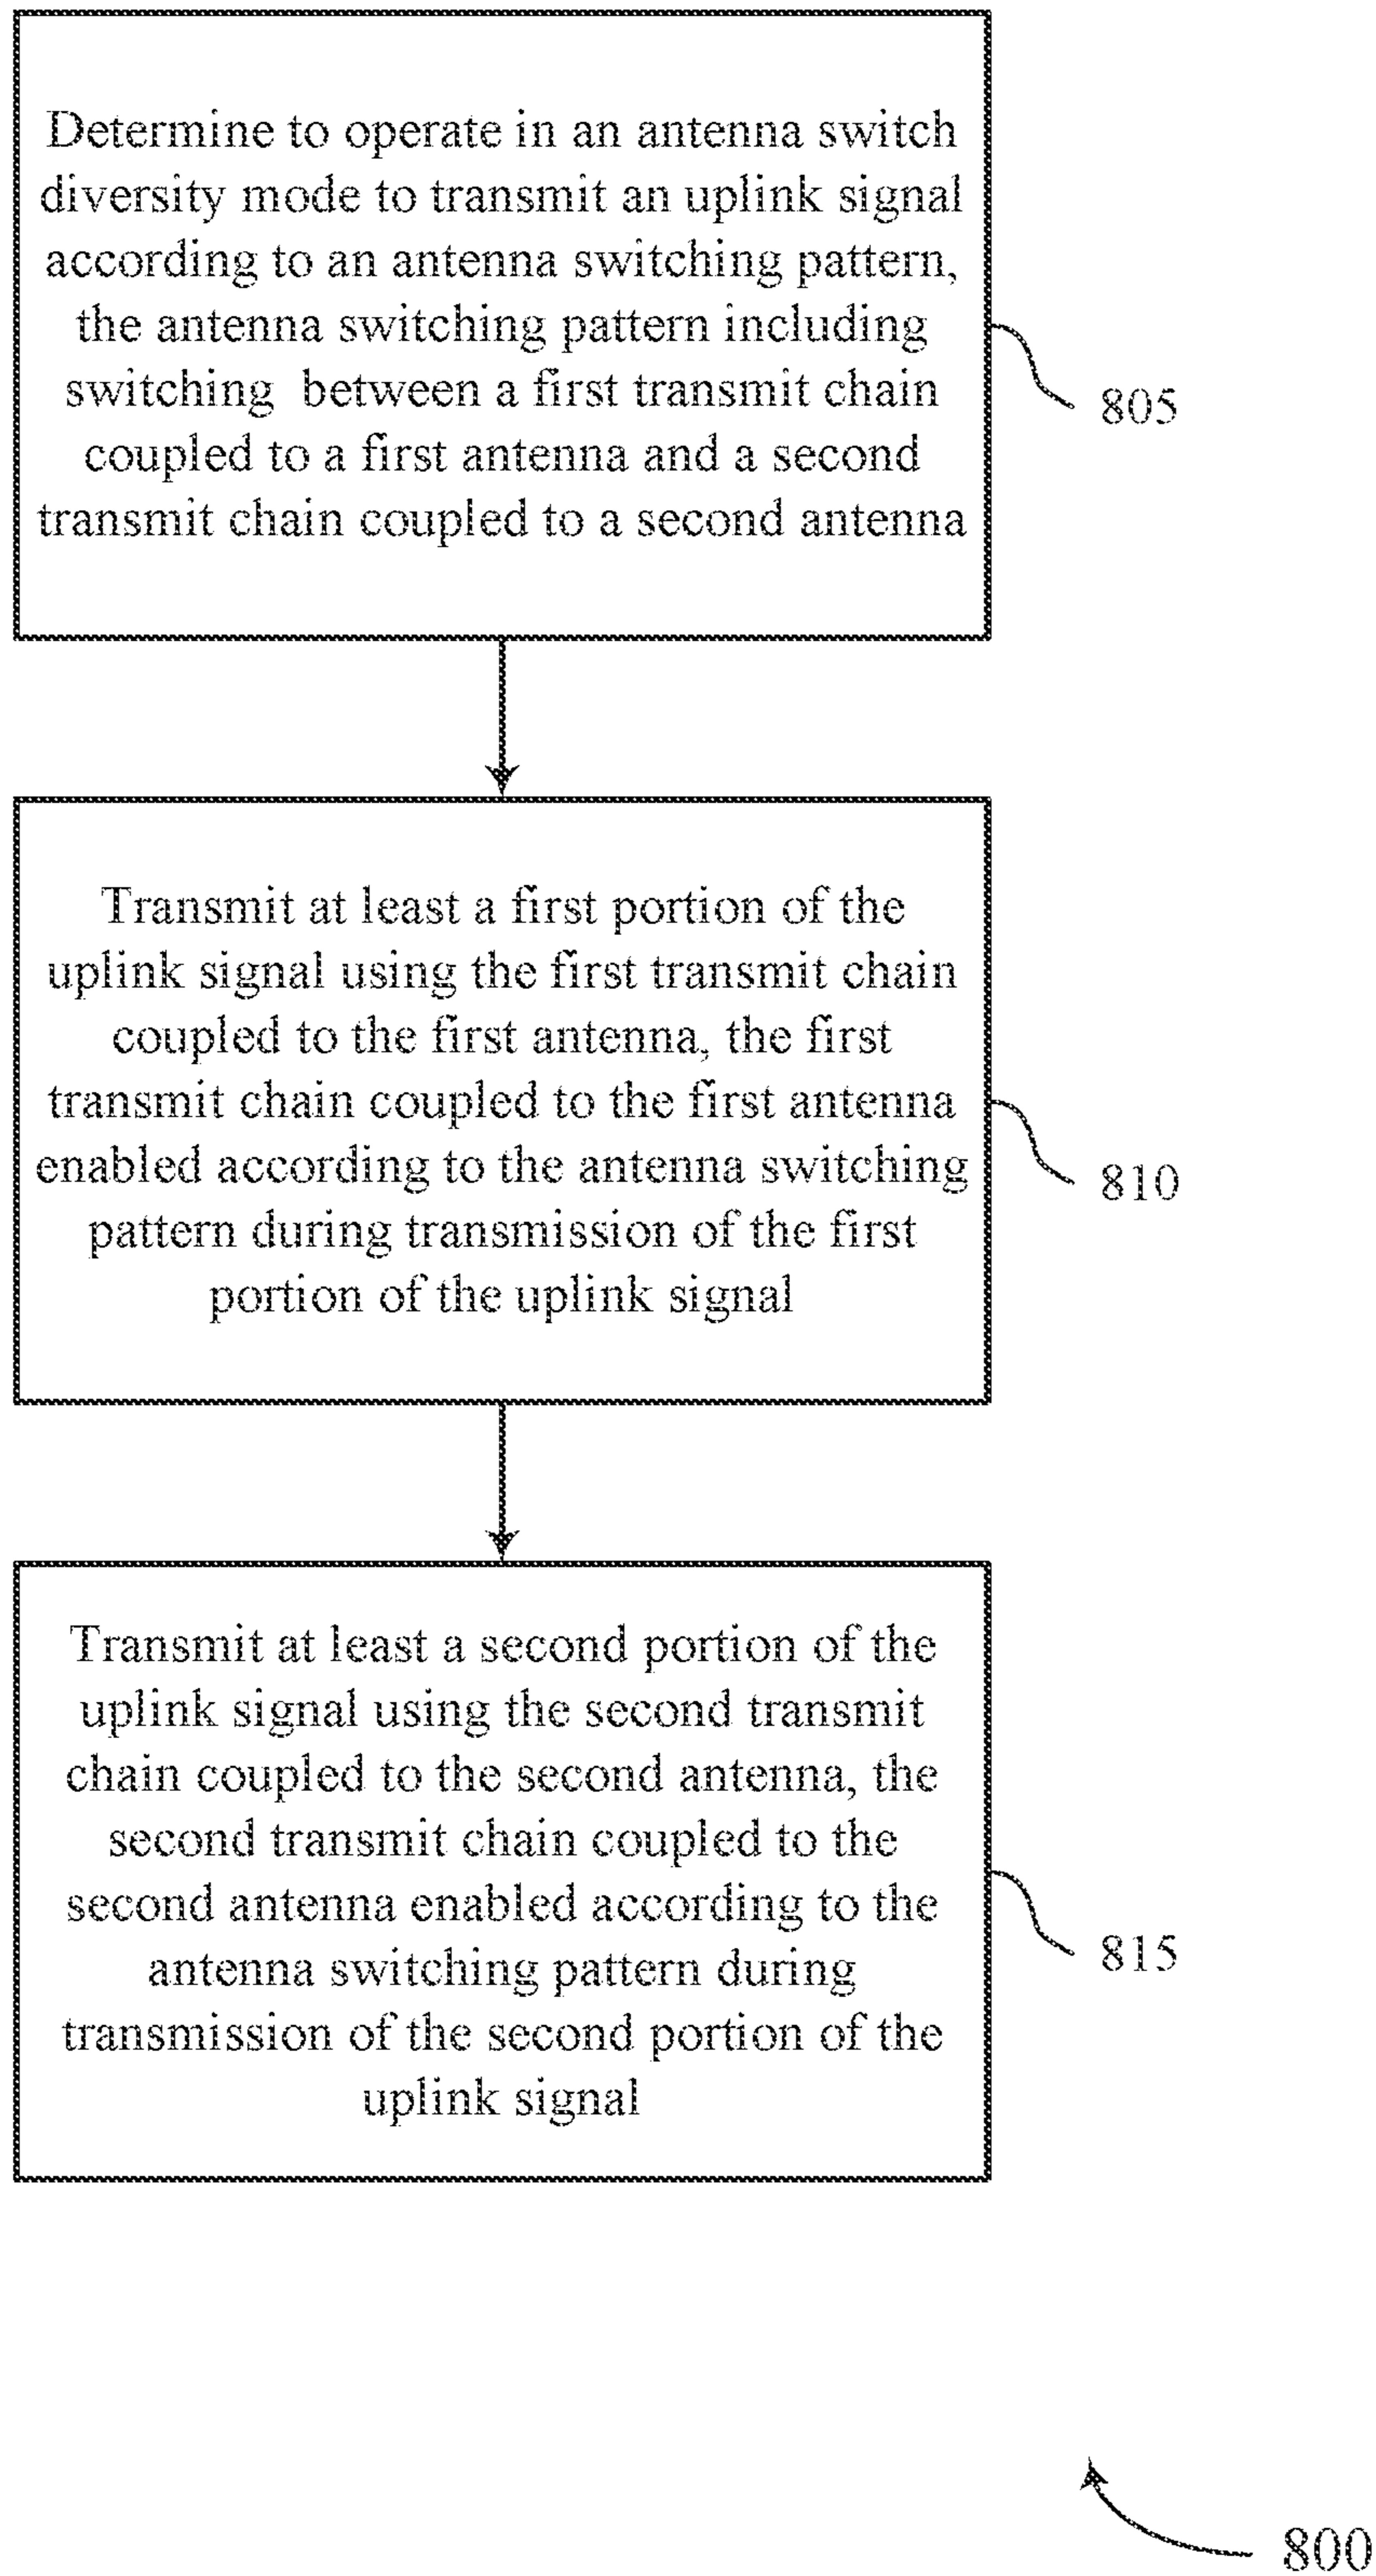 Determine to operate in an antenna switch
diversity mode to transmit an uplink signal
according to an antenna switching pattern,
the antenna switching pattern including
switching between a first transmit chain
coupled to a first antenna and a second
transmit chain coupled to a second antenna
805
Transmit at least a first portion of the
uplink signal using the first transmit chain
coupled to the first antenna, the first
transmit chain coupled to the first antenna
enabled according to the antenna switching
pattern during transmission of the first
portion of the uplink signal
810
Transmit at least a second portion of the
uplink signal using the second transmit
chain coupled to the second antenna, the
second transmit chain coupled to the
second antenna enabled according to the
antenna switching pattern during
transmission of the second portion of the
uplink signal
815
800